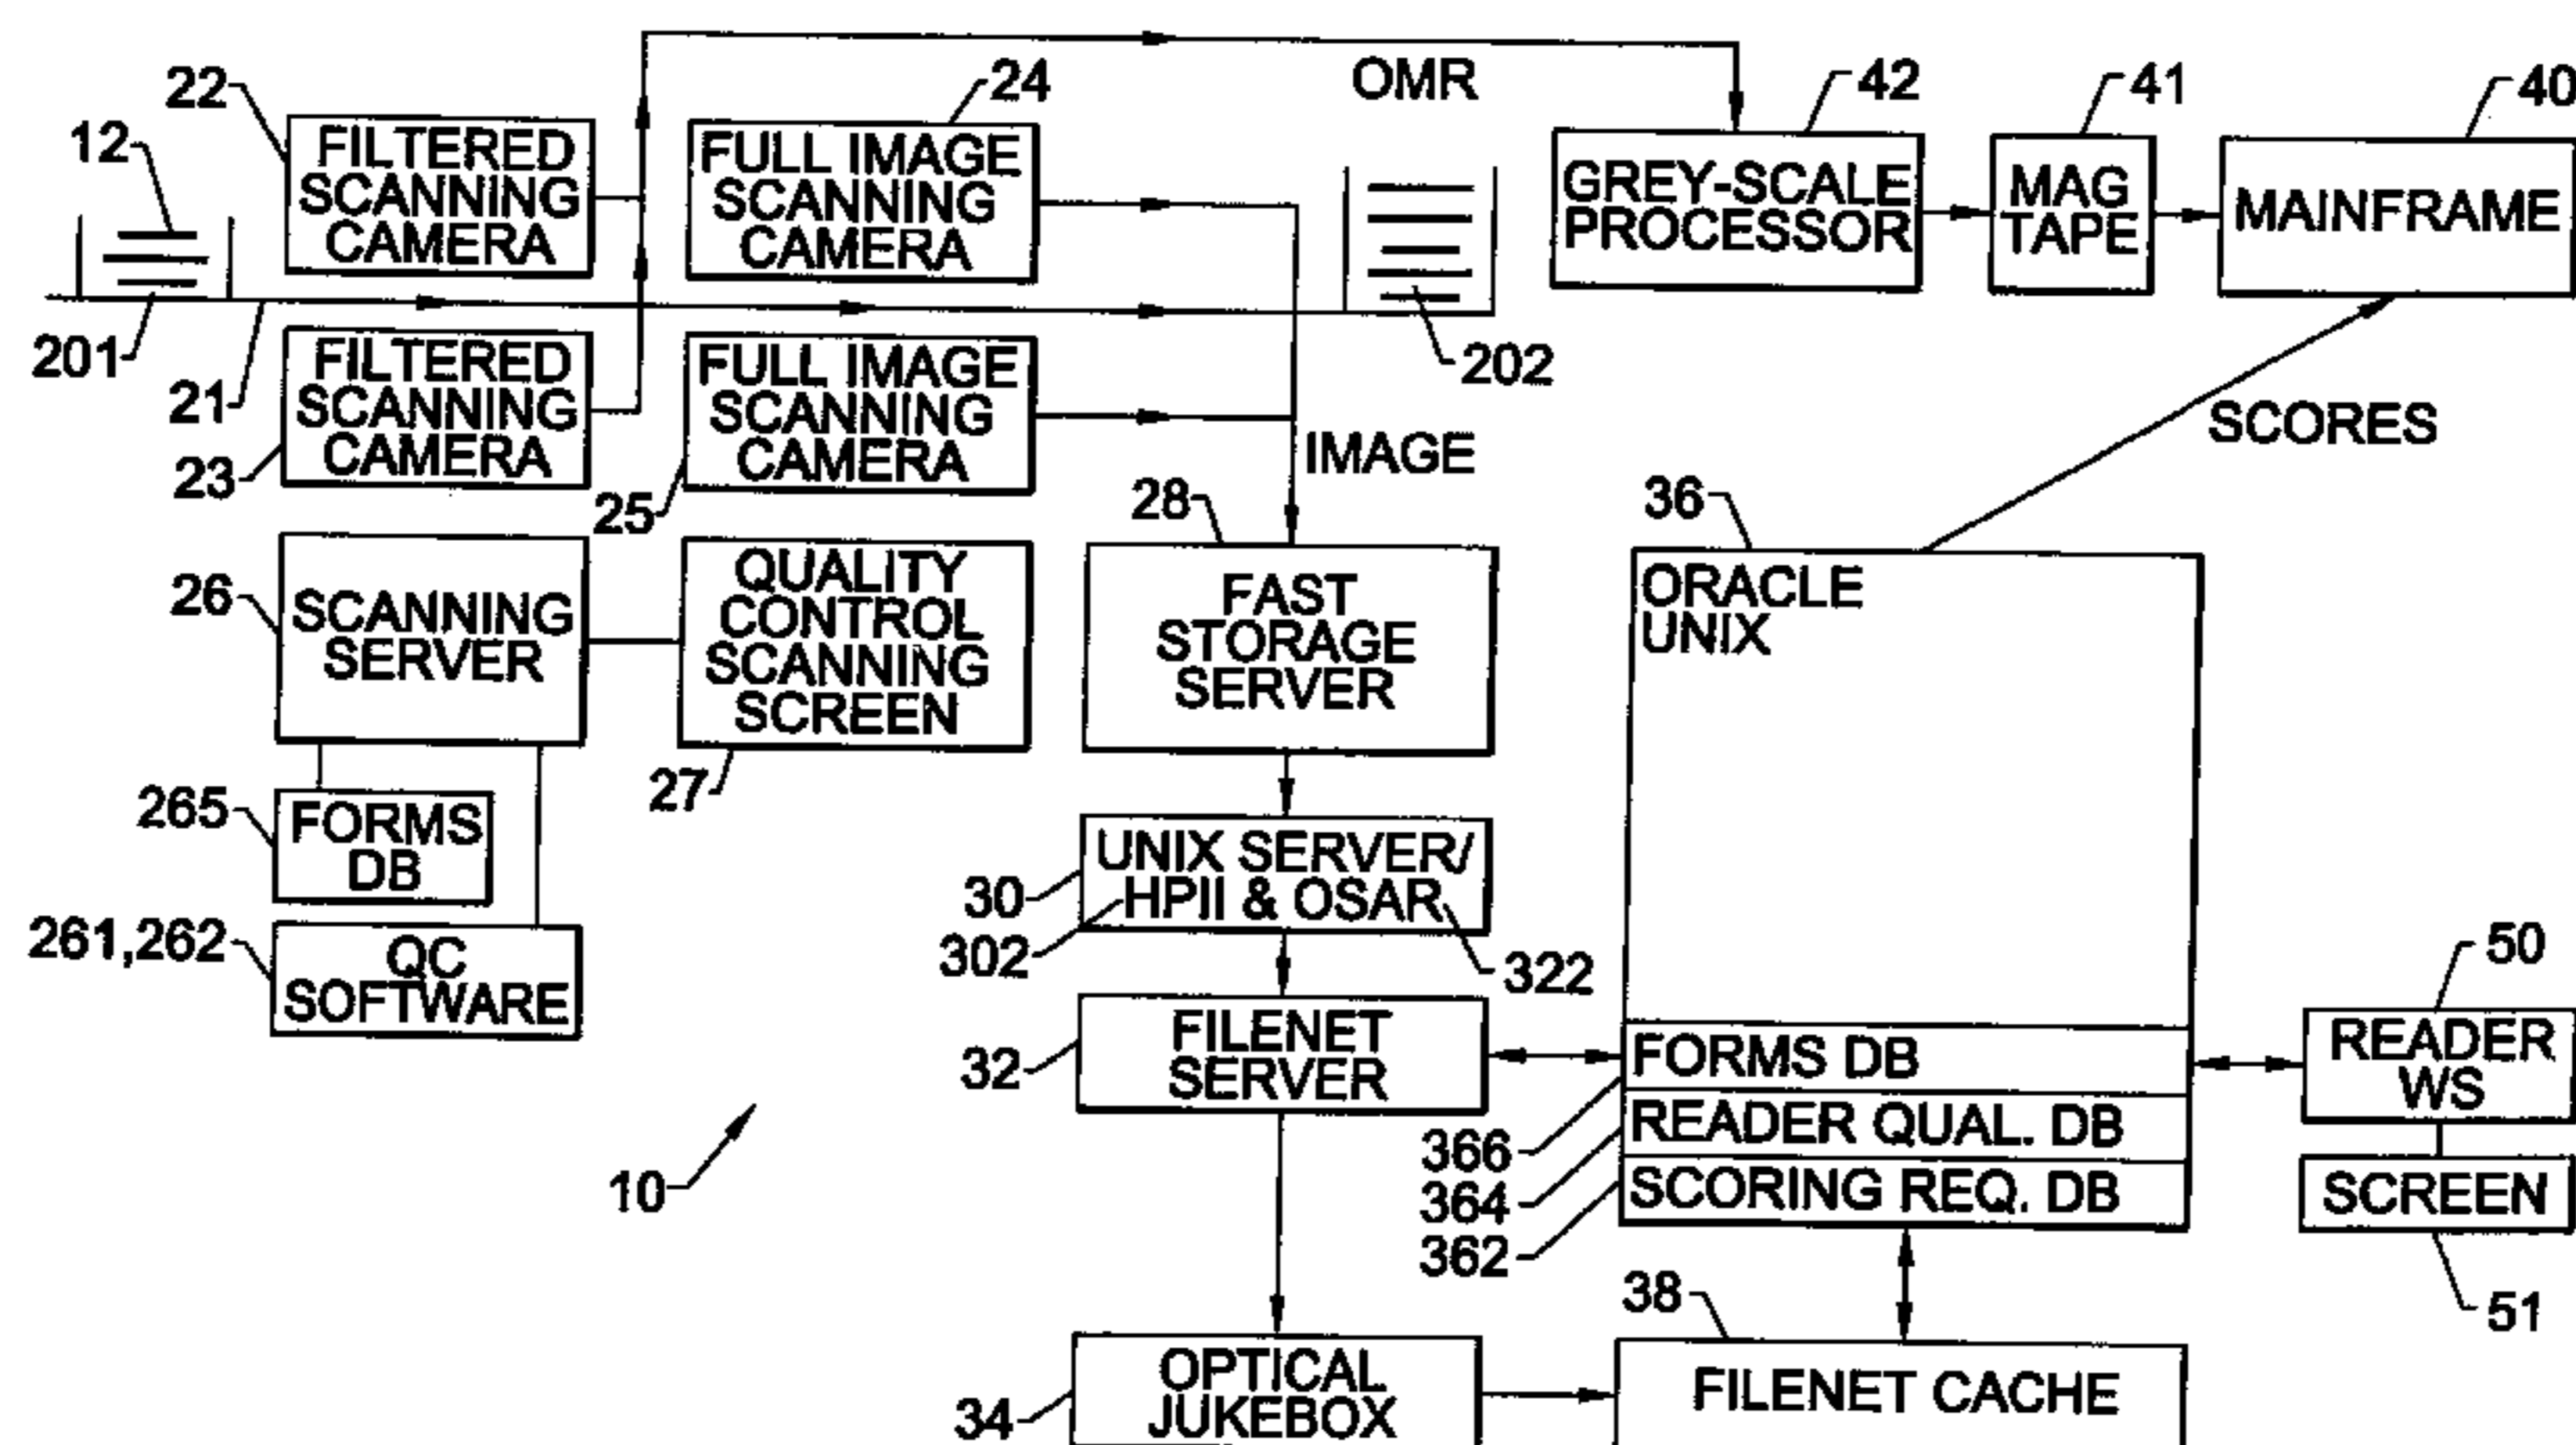 22
12
FILTERED
SCANNING
CAMERA
24
FULL IMAGE
SCANNING
CAMERA
OMR
42
GREY-SCALE
PROCESSOR
41
MAG
TAPE
40
MAINFRAME
201
21
23
FILTERED
SCANNING
CAMERA
25
FULL IMAGE
SCANNING
CAMERA
202
IMAGE
SCORES
26
SCANNING
SERVER
QUALITY
CONTROL
SCANNING
SCREEN
27
28
FAST
STORAGE
SERVER
36
ORACLE
UNIX
265
FORMS
DB
261,262
QC
SOFTWARE
30
UNIX SERVER/
HPII & OSAR
302
322
32
FILENET
SERVER
FORMS DB
READER QUAL. DB
SCORING REQ. DB
366
364
362
50
READER
WS
SCREEN
51
10
34
OPTICAL
JUKEBOX
38
FILENET CACHE